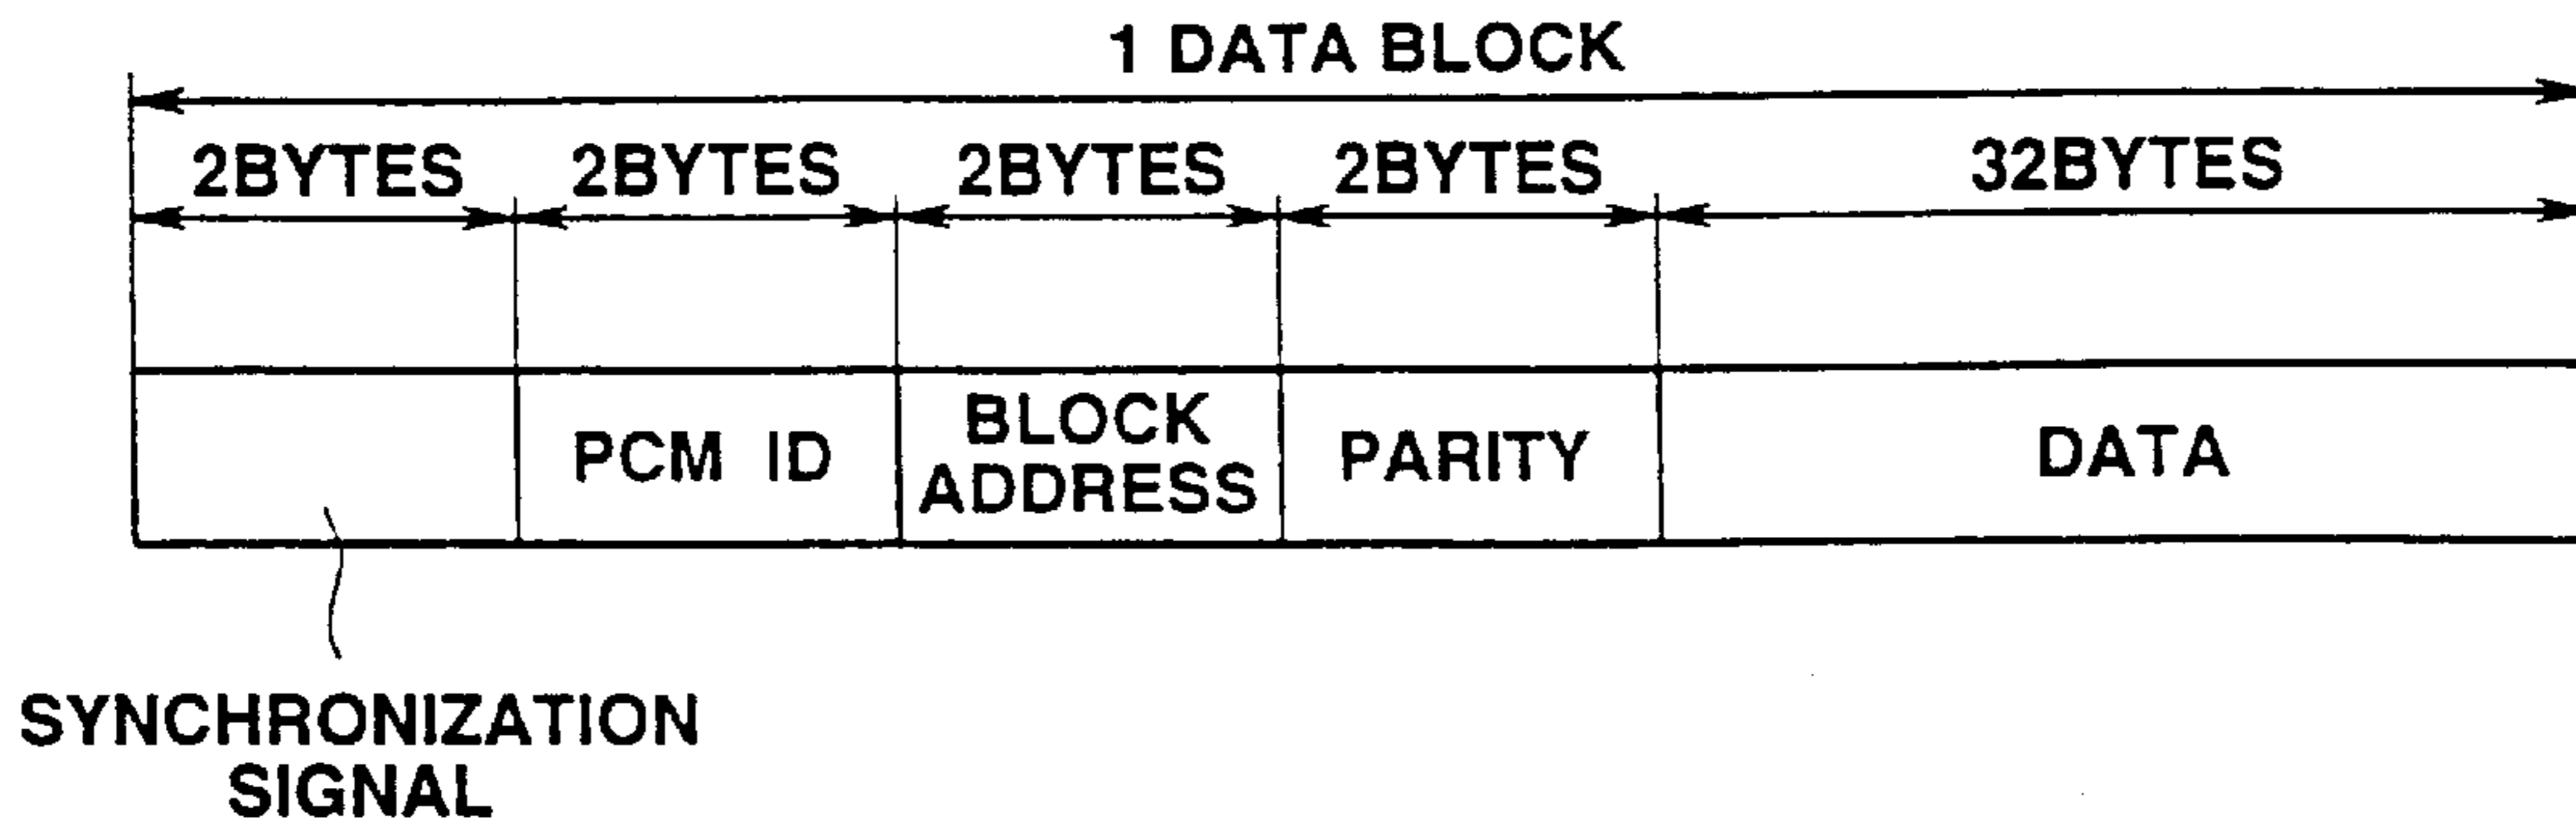 1 DATA BLOCK
2BYTES 2BYTES 2BYTES 2BYTES 32BYTES
PCM ID BLOCK ADDRESS PARITY DATA
SYNCHRONIZATION
SIGNAL